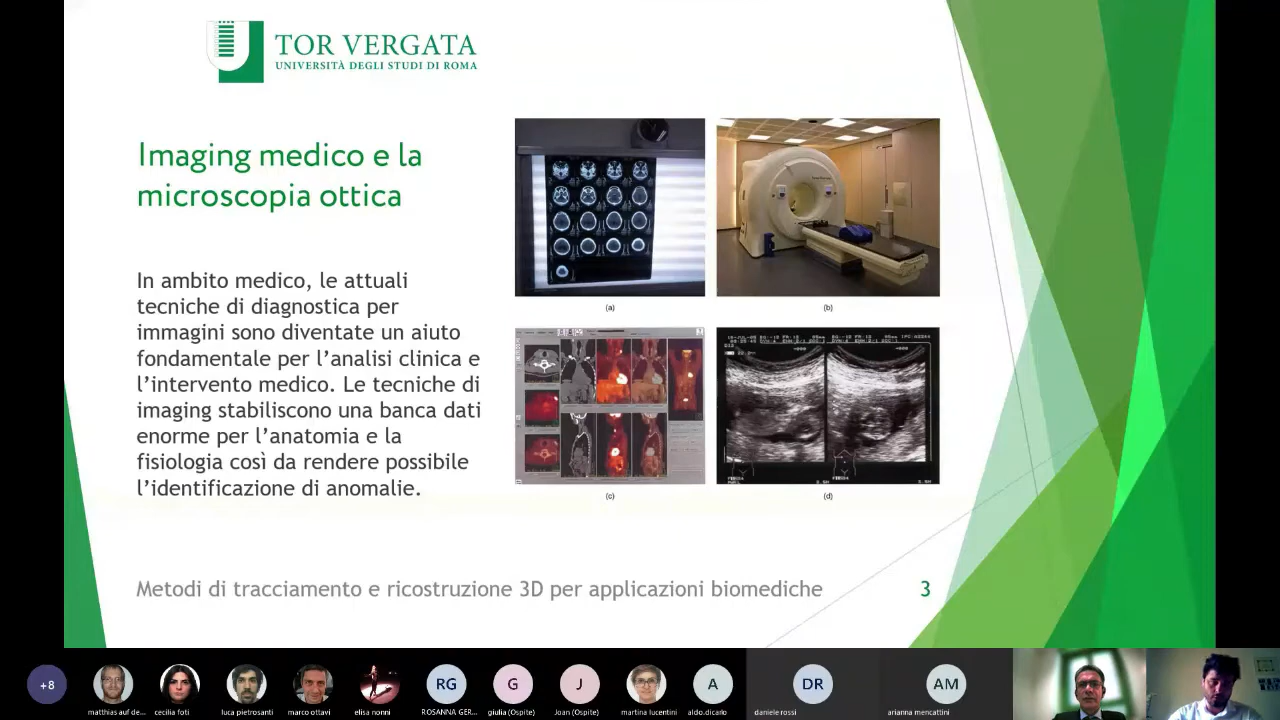 TOR VERGATA
UNIVERSITÀ DEGLI STUDI DI ROMA
Imaging medico e la
microscopia ottica
In ambito medico, le attuali
tecniche di diagnostica per
immagini sono diventate un aiuto
fondamentale per l’analisi clinica e
l’intervento medico. Le tecniche di
imaging stabiliscono una banca dati
enorme per l’anatomia e la
fisiologia così da rendere possibile
l’identificazione di anomalie.
(a)
(b)
(c)
(d)
Metodi di tracciamento e ricostruzione 3D per applicazioni biomediche
3
+8
RG
G
J
A
DR
AM
matthias auf de...
cecilia foti
luca pietrosanti
marco ottavi
elisa nonni
ROSANNA GER...
giulia (Ospite)
Joan (Ospite)
martina lucentini
aldo.dicarlo
daniele rossi
arianna mencattini